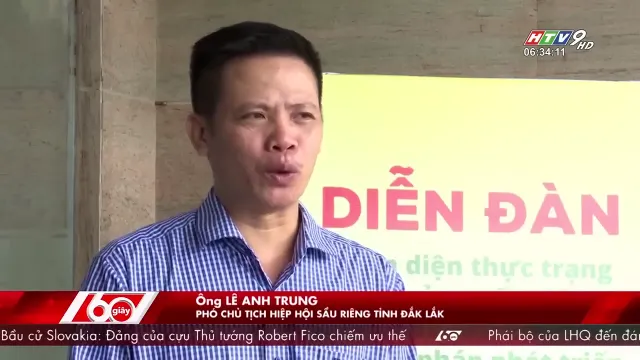 HTV9 HD
06:34:11
DIỄN ĐÀN
diện thực trạng
60 giây
Ông LÊ ANH TRUNG
PHÓ CHỦ TỊCH HIỆP HỘI SẦU RIÊNG TỈNH ĐẮK LẮK
Bầu cử Slovakia: Đảng của cựu Thủ tướng Robert Fico chiếm ưu thế 60s Phái bộ của LHQ đến